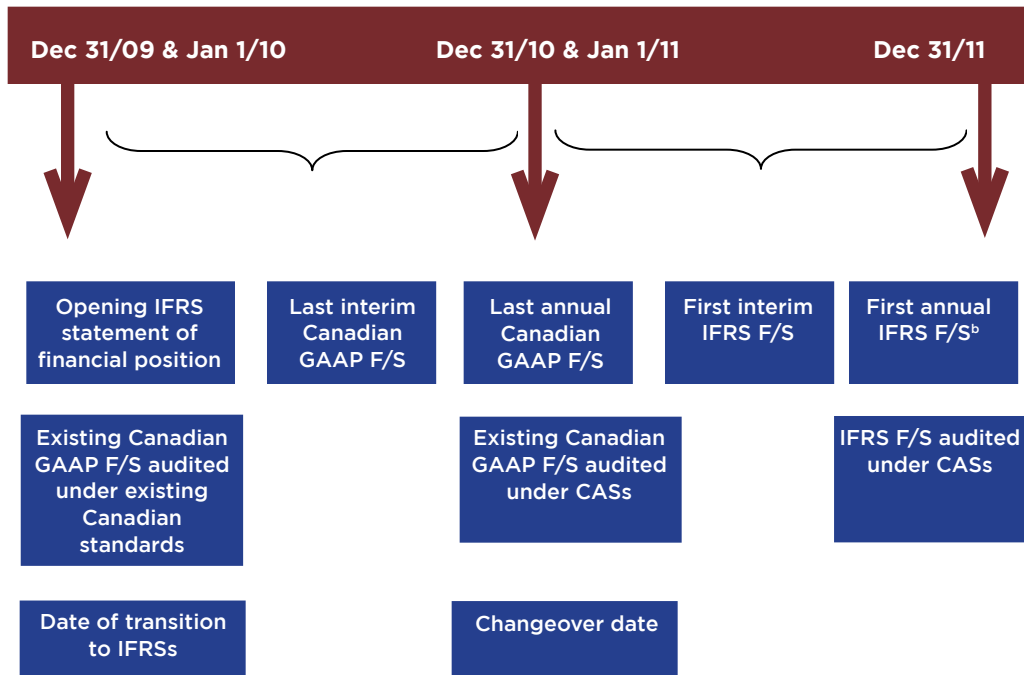 Dec 31/09 & Jan 1/10
Dec 31/10 & Jan 1/11
Dec 31/11
Opening IFRS
statement of
financial position
Last interim
Canadian
GAAP F/S
Last annual
Canadian
GAAP F/S
First interim
IFRS F/S
First annual
IFRS F/Sᵇ
Existing Canadian
GAAP F/S audited
under existing
Canadian
standards
Existing Canadian
GAAP F/S audited
under CASs
IFRS F/S audited
under CASs
Date of transition
to IFRSs
Changeover date